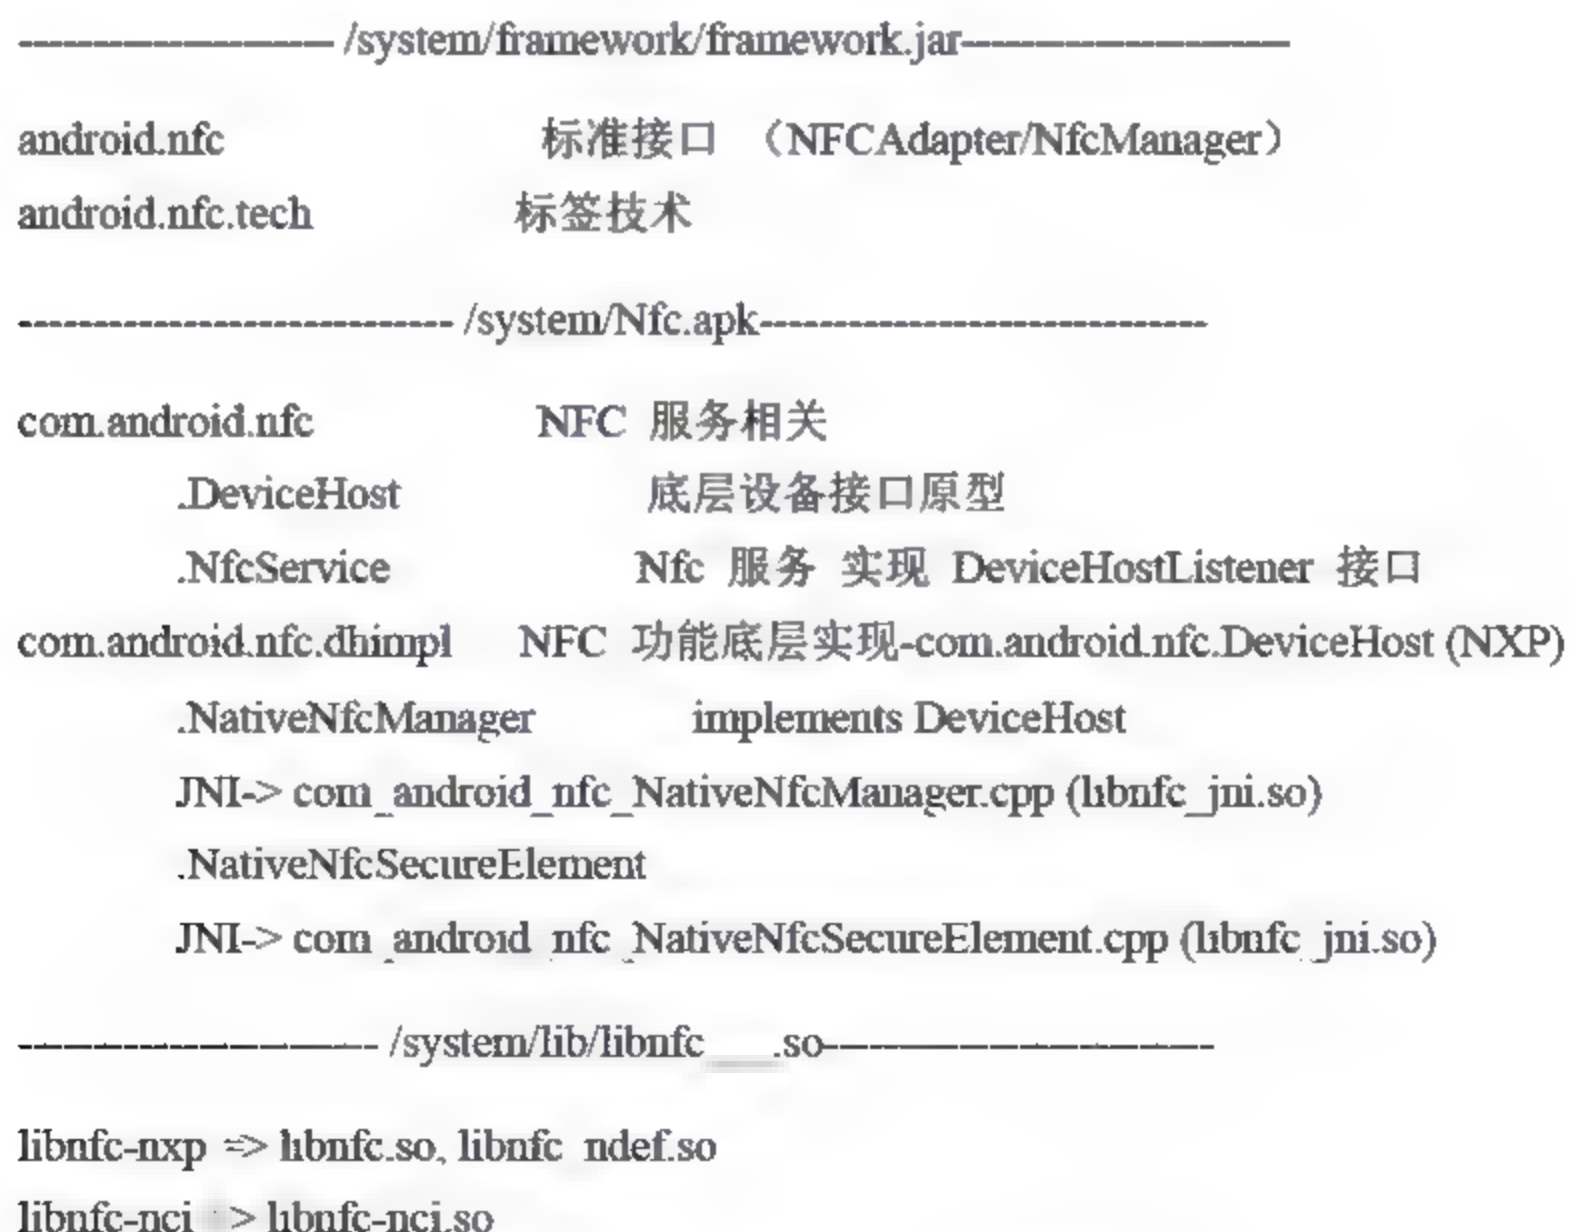 --------------------- /system/framework/framework.jar----------------------
android.nfc 标准接口 （NFCAdapter/NfcManager）
android.nfc.tech 标签技术
----------------------------- /system/Nfc.apk------------------------------
com.android.nfc NFC 服务相关
.DeviceHost 底层设备接口原型
.NfcService Nfc 服务 实现 DeviceHostListener 接口
com.android.nfc.dhimpl NFC 功能底层实现-com.android.nfc.DeviceHost (NXP)
.NativeNfcManager implements DeviceHost
JNI-> com_android_nfc_NativeNfcManager.cpp (libnfc_jni.so)
.NativeNfcSecureElement
JNI-> com_android_nfc_NativeNfcSecureElement.cpp (libnfc_jni.so)
------------------------ /system/lib/libnfc___.so--------------------------
libnfc-nxp => libnfc.so, libnfc_ndef.so
libnfc-nci => libnfc-nci.so